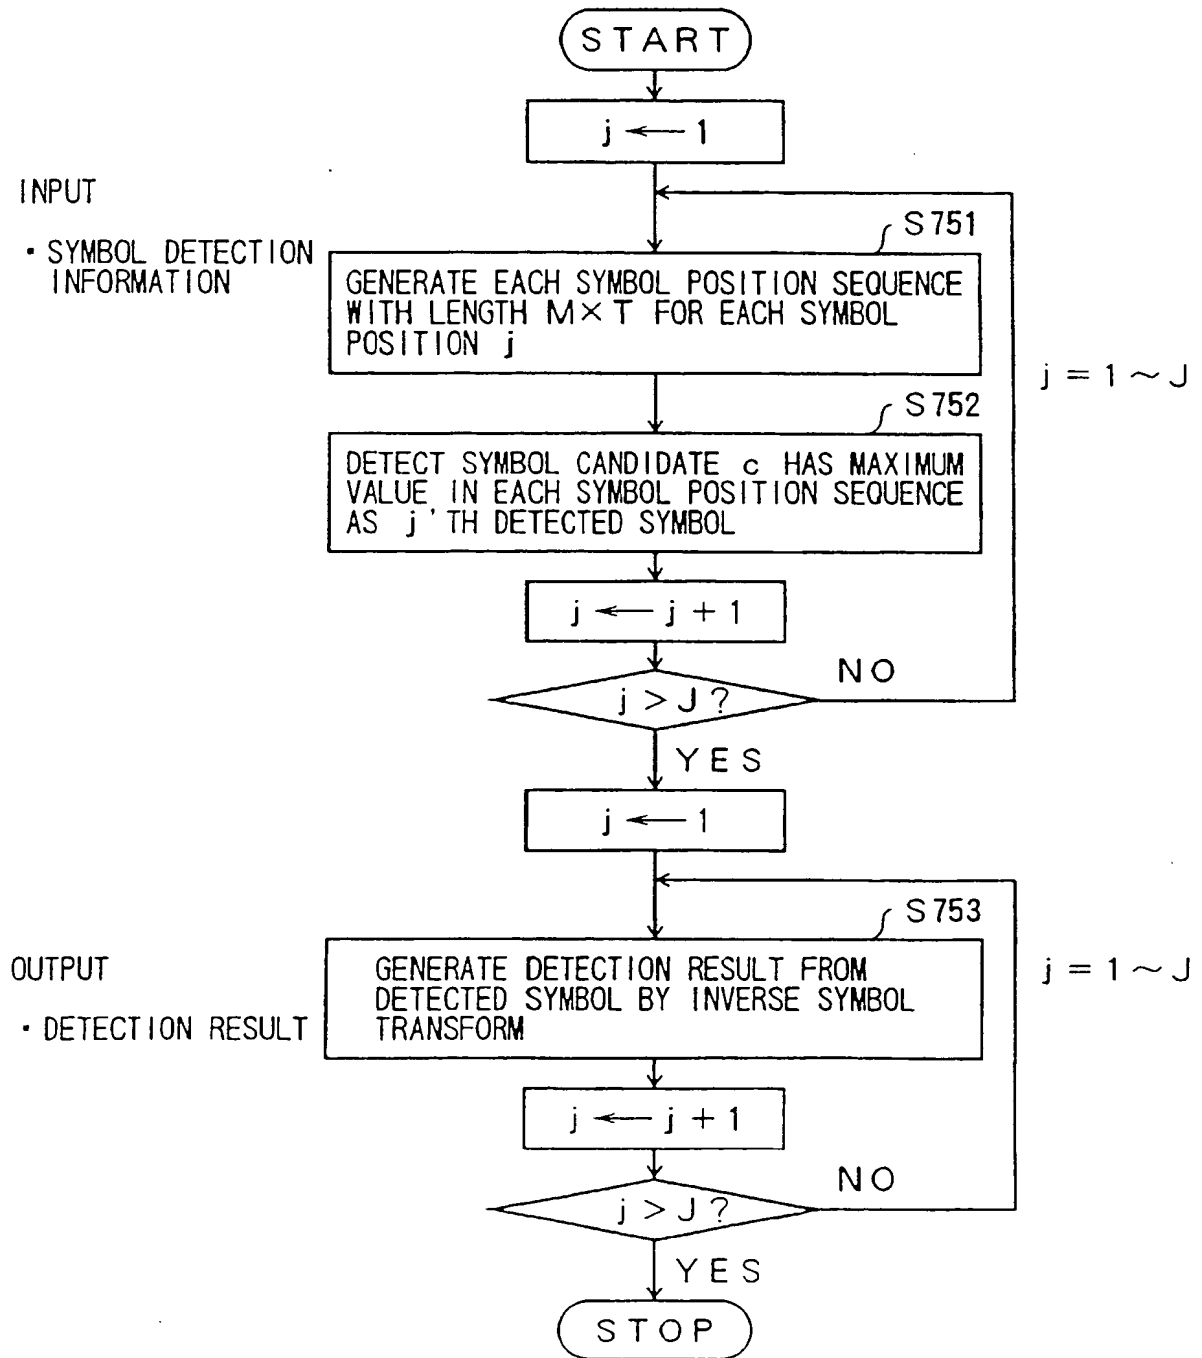 START
j ← 1
INPUT
・SYMBOL DETECTION
INFORMATION
S751
GENERATE EACH SYMBOL POSITION SEQUENCE
WITH LENGTH M×T FOR EACH SYMBOL
POSITION j
j = 1 ~ J
S752
DETECT SYMBOL CANDIDATE c HAS MAXIMUM
VALUE IN EACH SYMBOL POSITION SEQUENCE
AS j'TH DETECTED SYMBOL
j ← j + 1
j > J ?
NO
YES
j ← 1
S753
OUTPUT
・DETECTION RESULT
GENERATE DETECTION RESULT FROM
DETECTED SYMBOL BY INVERSE SYMBOL
TRANSFORM
j = 1 ~ J
j ← j + 1
j > J ?
NO
YES
STOP